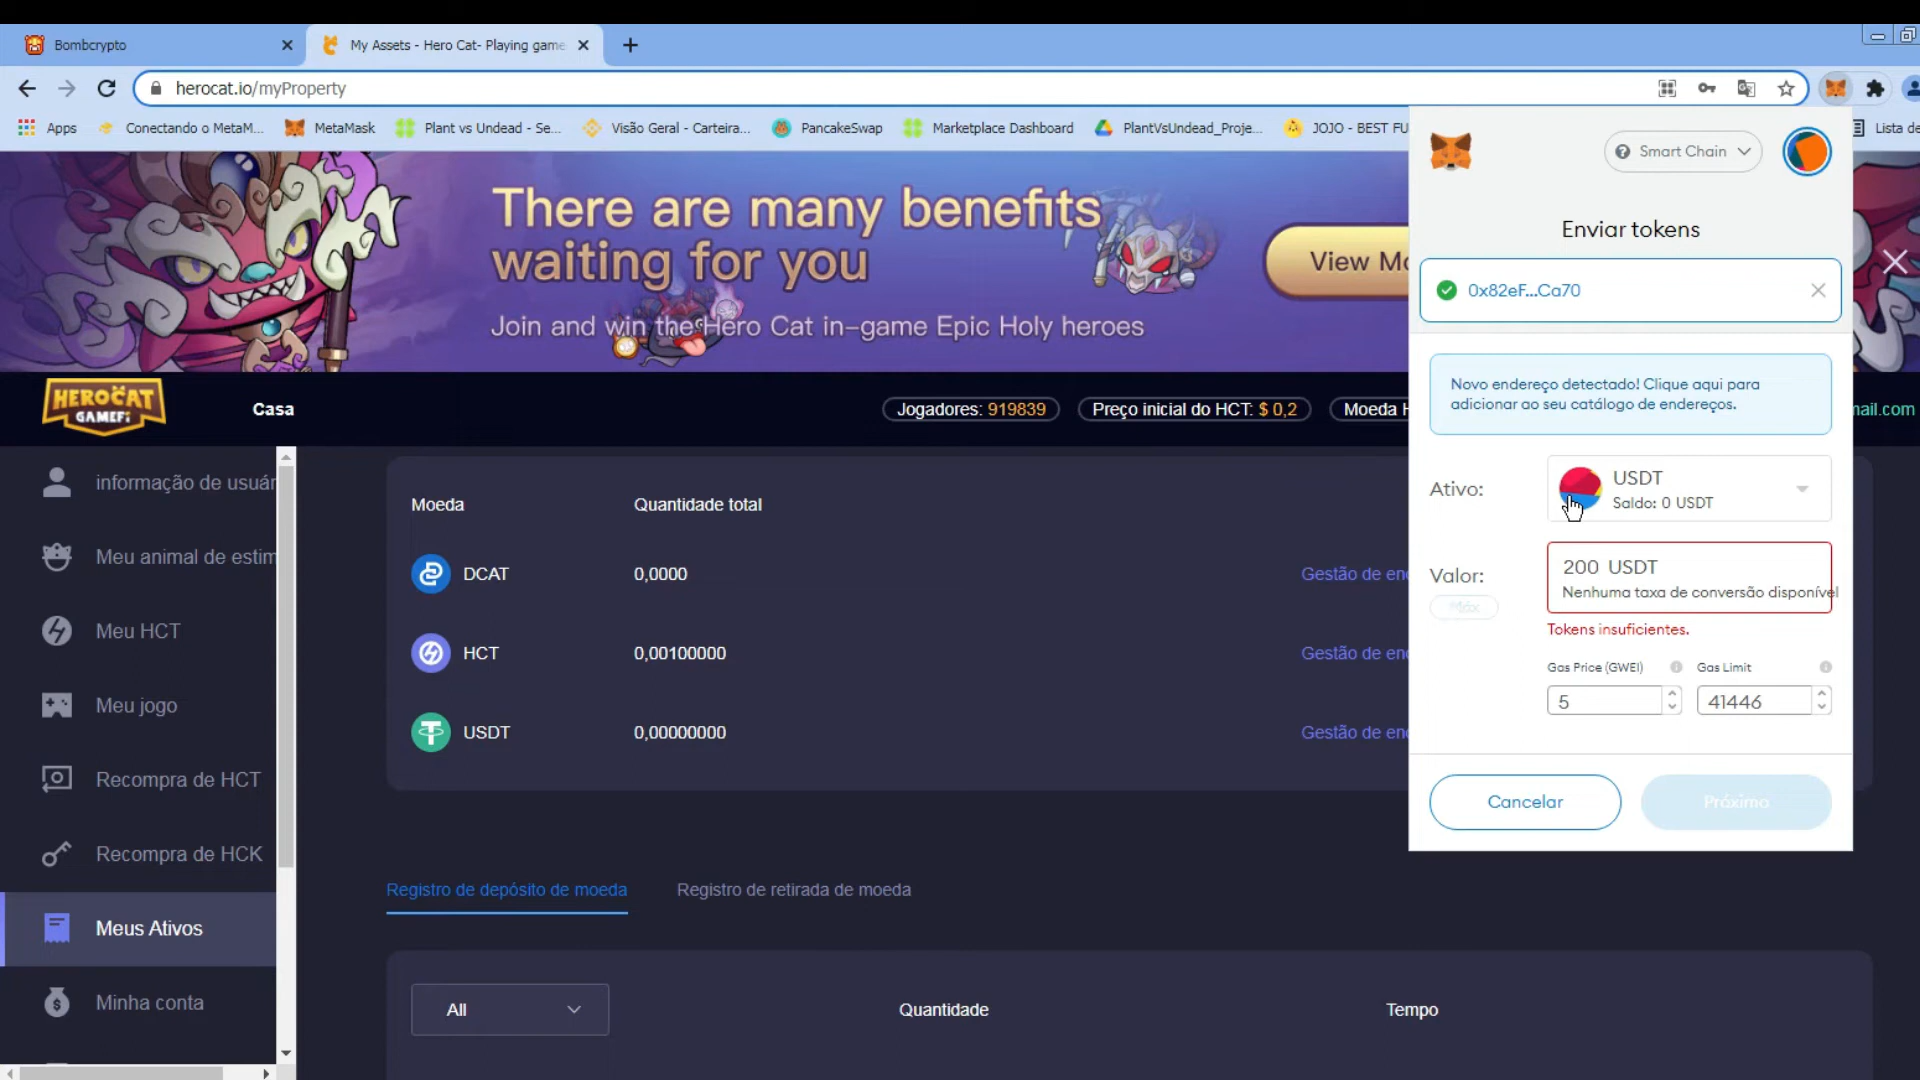 Bombcrypto
My Assets - Hero Cat- Playing game
herocat.io/myProperty
Apps
Conectando o MetaM...
MetaMask
Plant vs Undead - Se...
Visão Geral - Carteira...
PancakeSwap
Marketplace Dashboard
PlantVsUndead_Proje...
JOJO - BEST FU
Lista de
There are many benefits
waiting for you
View Mo
Join and win the Hero Cat in-game Epic Holy heroes
HEROCAT
GAMEFI
Casa
Jogadores: 919839
Preço inicial do HCT: $ 0,2
Moeda H
mail.com
informação de usuár
Meu animal de estim
Meu HCT
Meu jogo
Recompra de HCT
Recompra de HCK
Meus Ativos
Minha conta
Moeda
Quantidade total
DCAT
0,0000
Gestão de en
HCT
0,00100000
Gestão de en
USDT
0,00000000
Gestão de en
Registro de depósito de moeda
Registro de retirada de moeda
All
Quantidade
Tempo
Smart Chain
Enviar tokens
0x82eF...Ca70
Novo endereço detectado! Clique aqui para
adicionar ao seu catálogo de endereços.
Ativo:
USDT
Saldo: 0 USDT
Valor:
Máx
200 USDT
Nenhuma taxa de conversão disponível
Tokens insuficientes.
Gas Price (GWEI)
Gas Limit
5
41446
Cancelar
Próximo